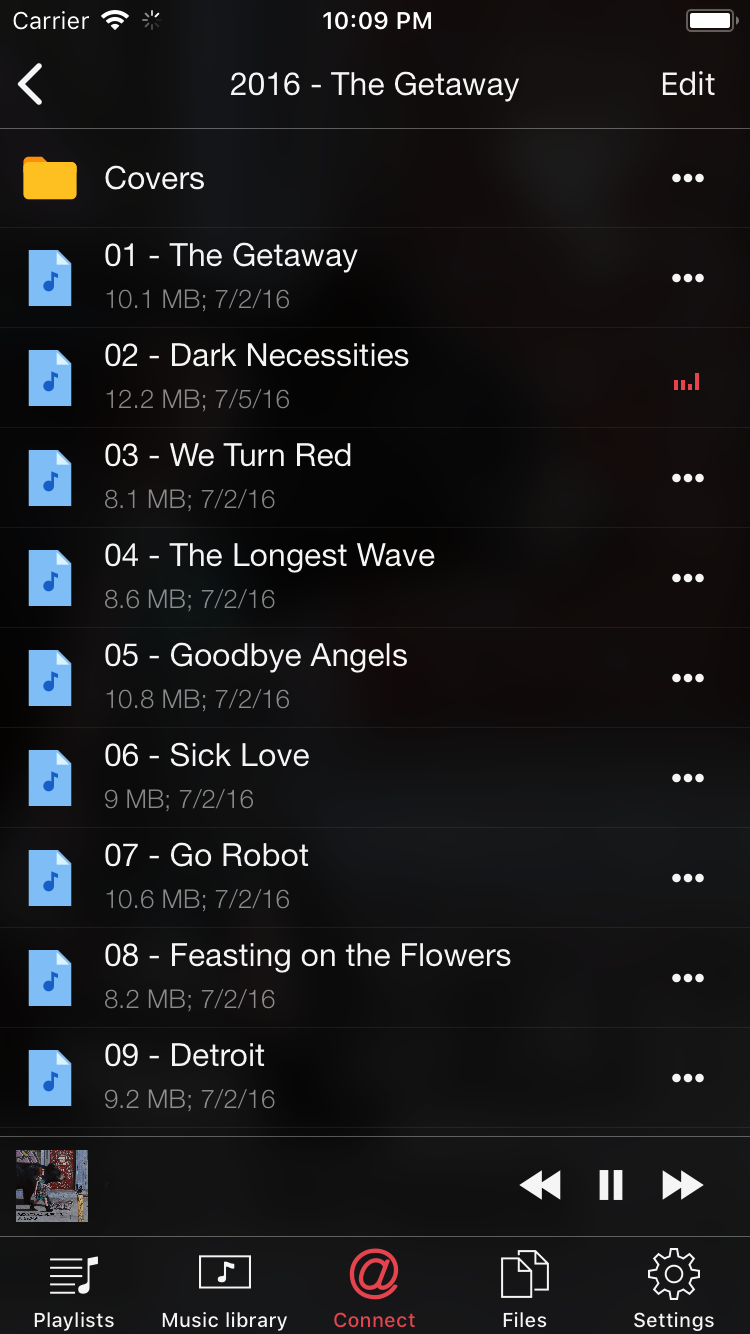 Carrier 10:09 PM
2016 - The Getaway Edit
Covers
01 - The Getaway
10.1 MB; 7/2/16
02 - Dark Necessities
12.2 MB; 7/5/16
03 - We Turn Red
8.1 MB; 7/2/16
04 - The Longest Wave
8.6 MB; 7/2/16
05 - Goodbye Angels
10.8 MB; 7/2/16
06 - Sick Love
9 MB; 7/2/16
07 - Go Robot
10.6 MB; 7/2/16
08 - Feasting on the Flowers
8.2 MB; 7/2/16
09 - Detroit
9.2 MB; 7/2/16
@
Playlists Music library Connect Files Settings